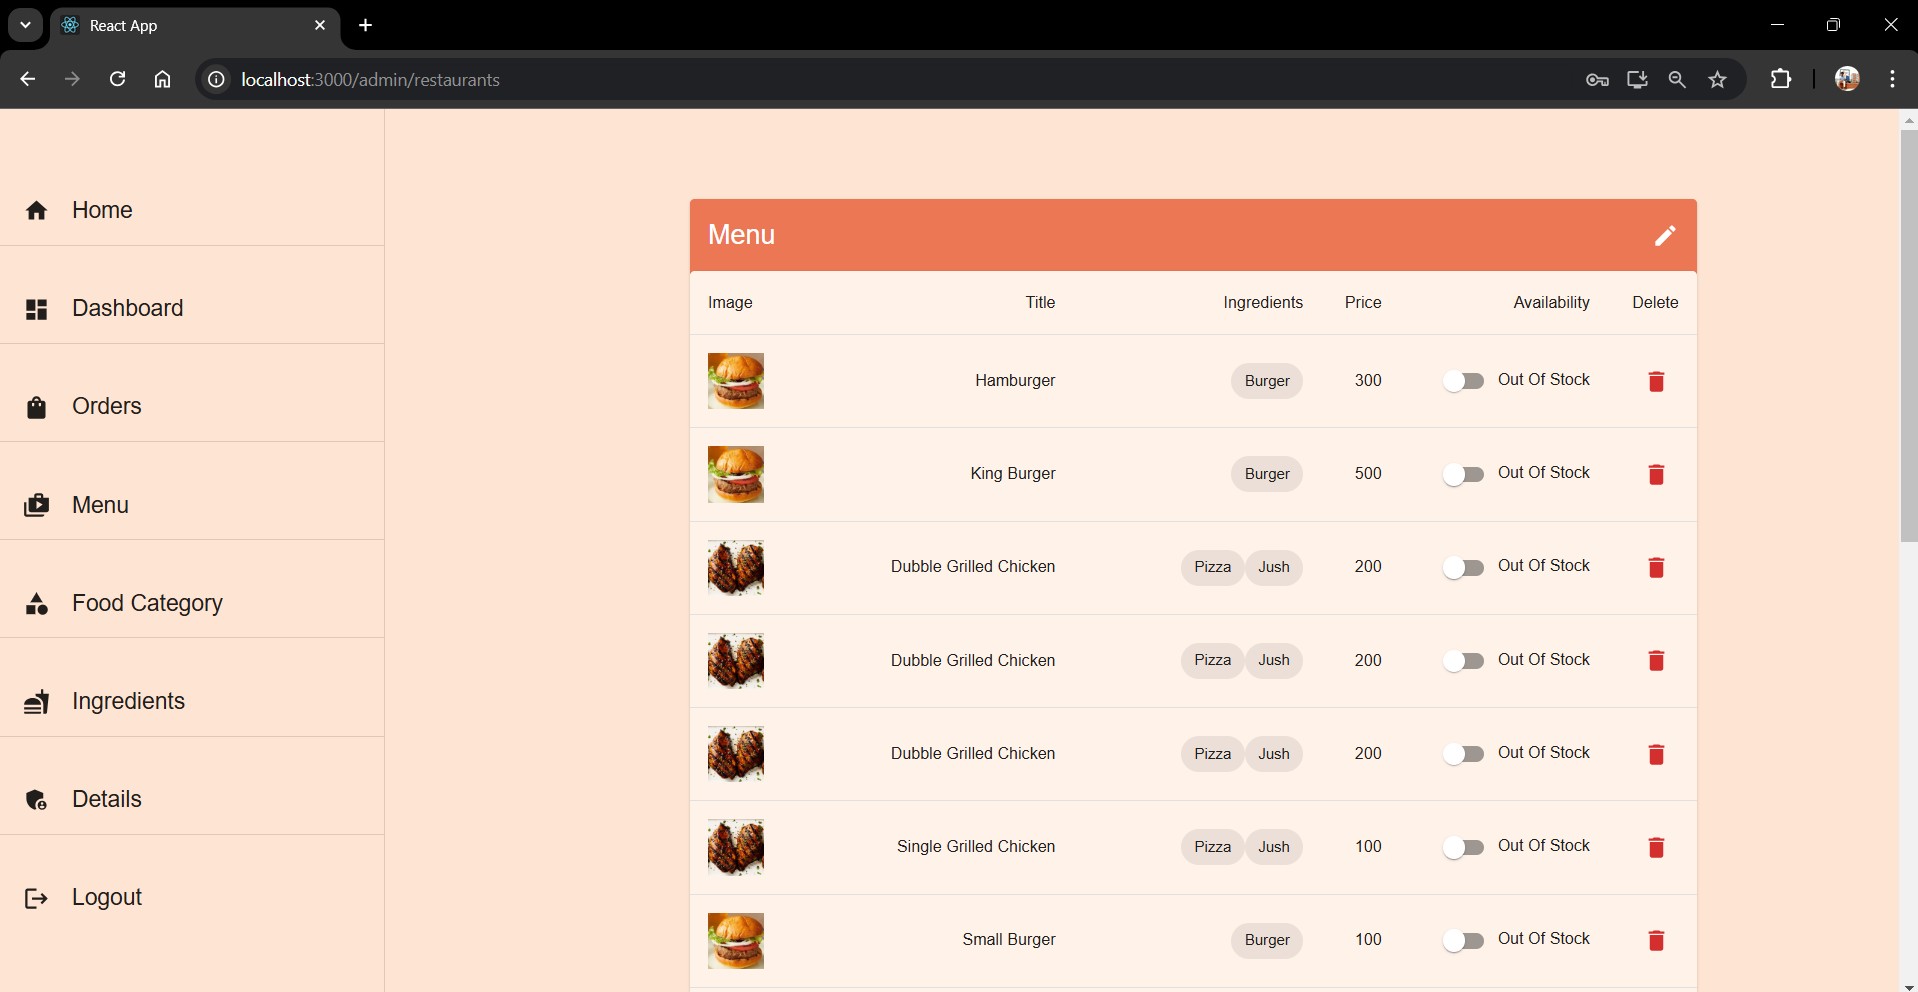 React App
localhost:3000/admin/restaurants
Home
Dashboard
Orders
Menu
Food Category
Ingredients
Details
Logout
Menu
Image Title Ingredients Price Availability Delete
Hamburger Burger 300 Out Of Stock
King Burger Burger 500 Out Of Stock
Dubble Grilled Chicken Pizza Jush 200 Out Of Stock
Dubble Grilled Chicken Pizza Jush 200 Out Of Stock
Dubble Grilled Chicken Pizza Jush 200 Out Of Stock
Single Grilled Chicken Pizza Jush 100 Out Of Stock
Small Burger Burger 100 Out Of Stock